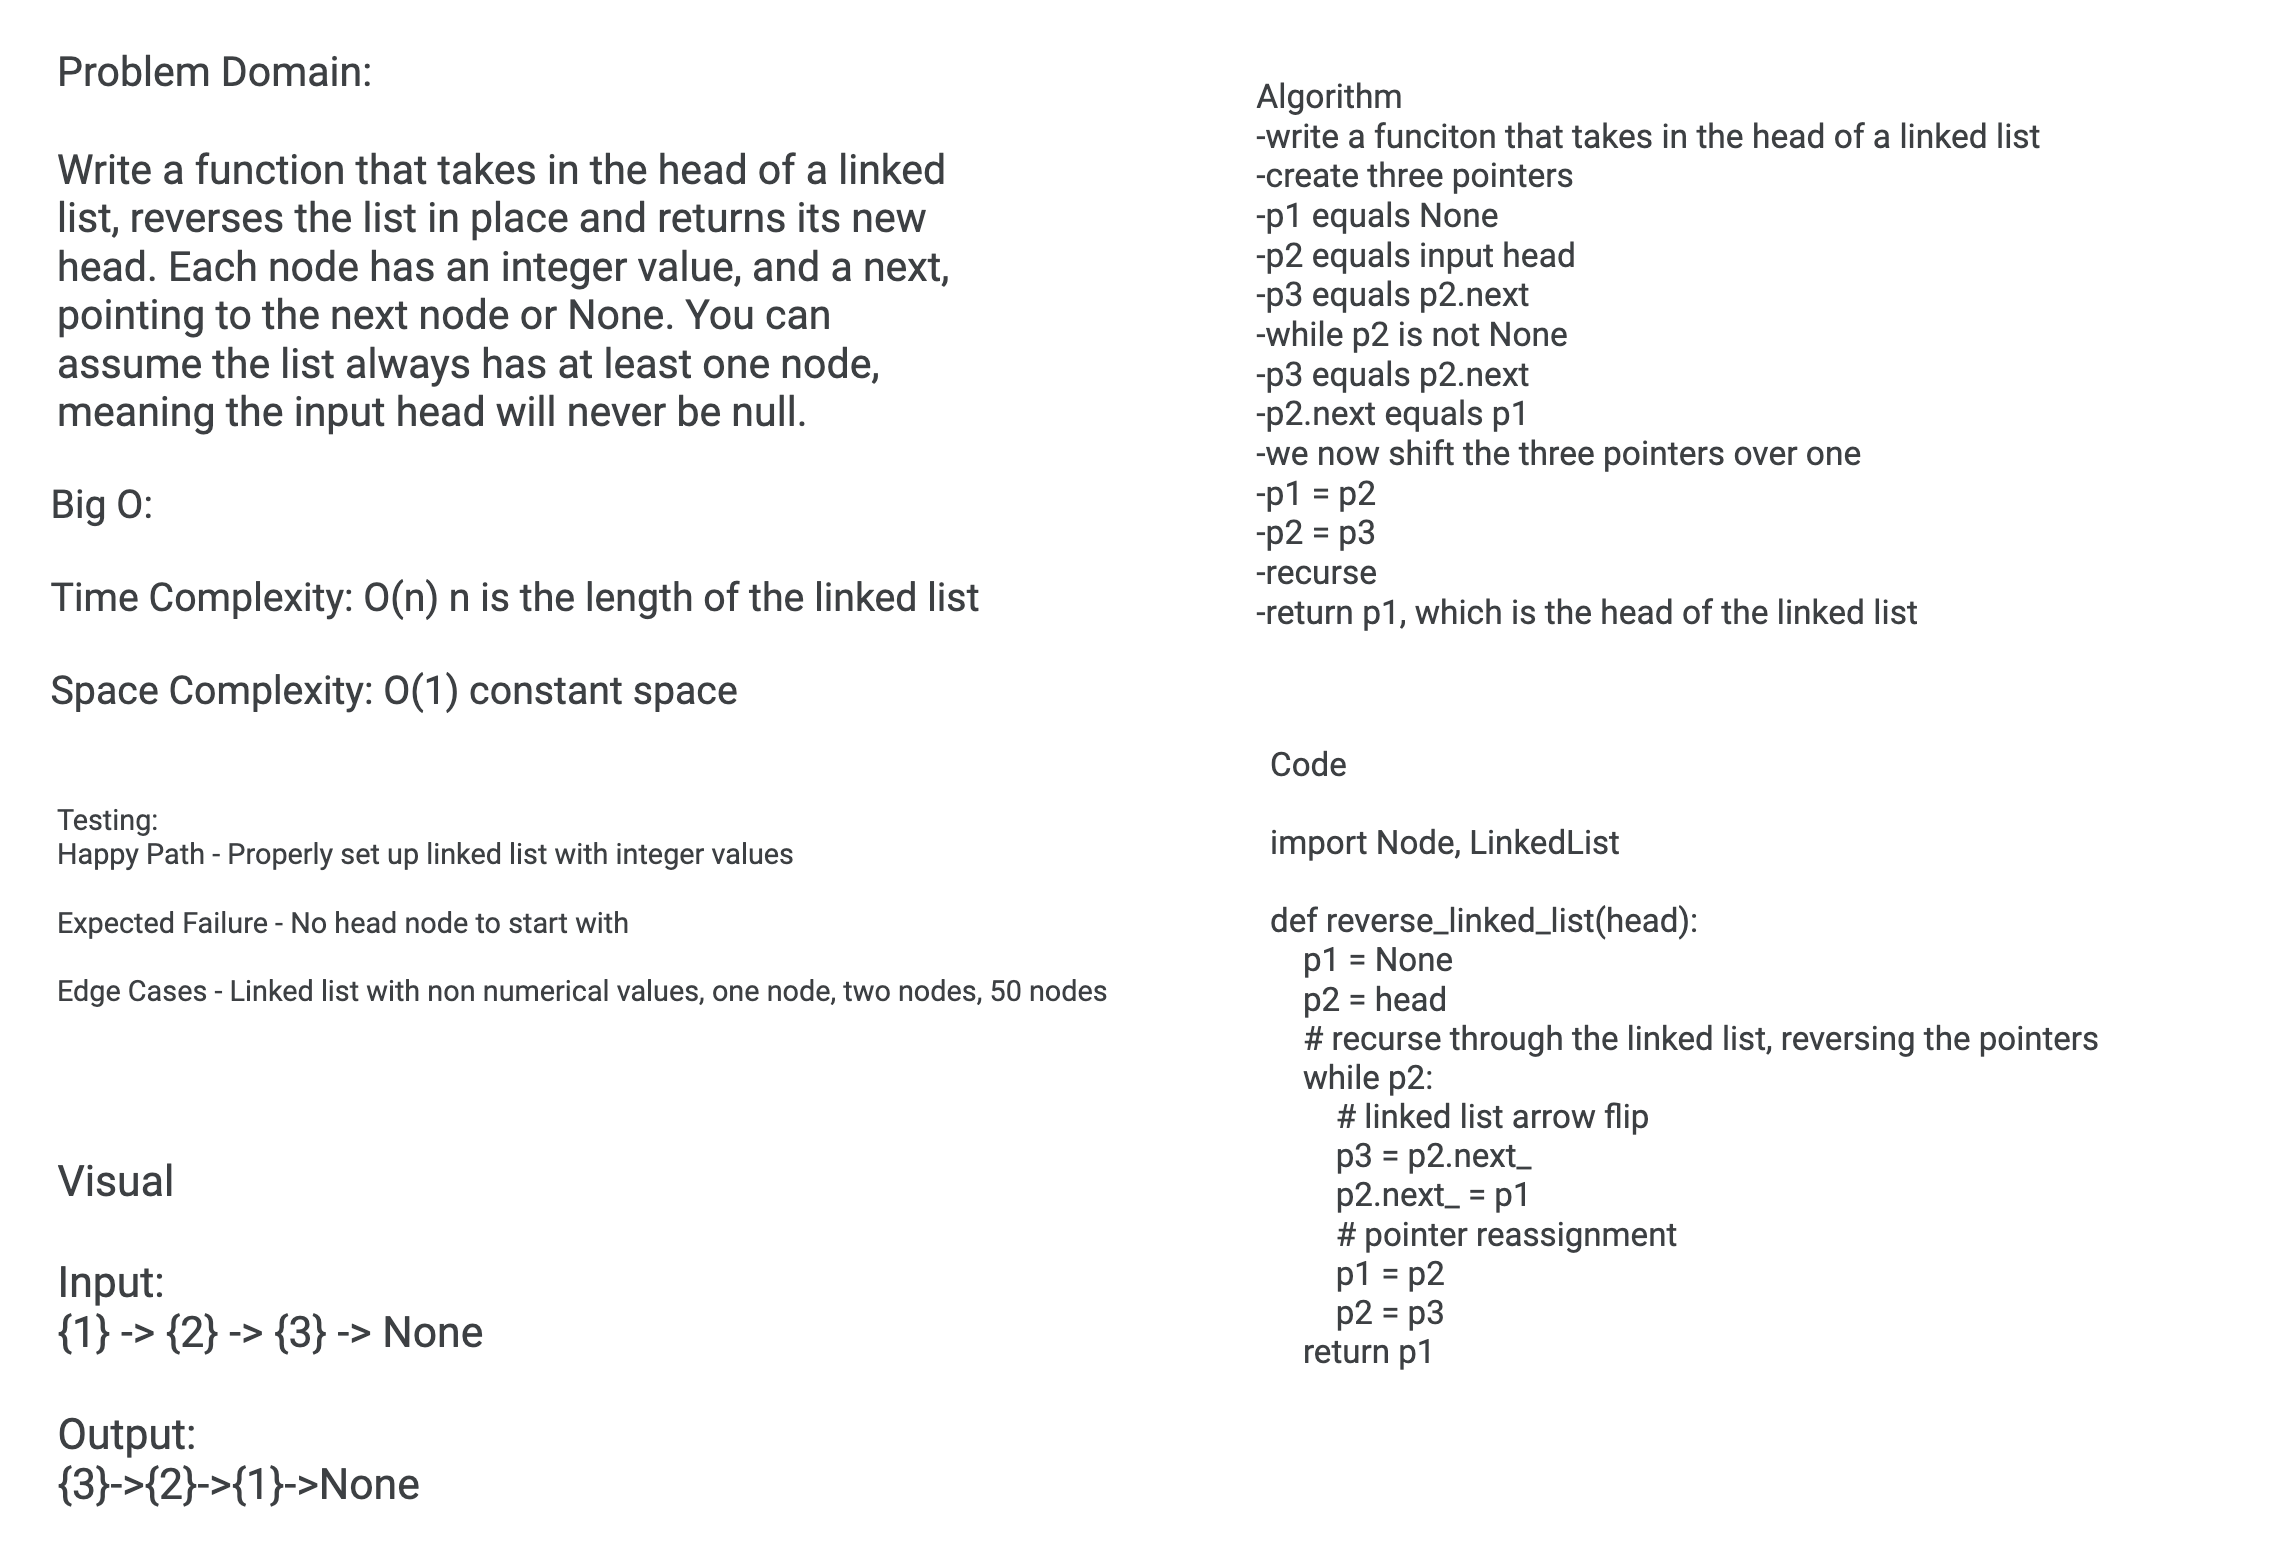 Problem Domain:
Write a function that takes in the head of a linked
list, reverses the list in place and returns its new
head. Each node has an integer value, and a next,
pointing to the next node or None. You can
assume the list always has at least one node,
meaning the input head will never be null.
Big O:
Time Complexity: O(n) n is the length of the linked list
Space Complexity: O(1) constant space
Testing:
Happy Path - Properly set up linked list with integer values
Expected Failure - No head node to start with
Edge Cases - Linked list with non numerical values, one node, two nodes, 50 nodes
Visual
Input:
{1} -> {2} -> {3} -> None
Output:
{3}->{2}->{1}->None
Algorithm
-write a funciton that takes in the head of a linked list
-create three pointers
-p1 equals None
-p2 equals input head
-p3 equals p2.next
-while p2 is not None
-p3 equals p2.next
-p2.next equals p1
-we now shift the three pointers over one
-p1 = p2
-p2 = p3
-recurse
-return p1, which is the head of the linked list
Code
import Node, LinkedList
def reverse_linked_list(head):
    p1 = None
    p2 = head
    # recurse through the linked list, reversing the pointers
    while p2:
        # linked list arrow flip
        p3 = p2.next_
        p2.next_ = p1
        # pointer reassignment
        p1 = p2
        p2 = p3
    return p1